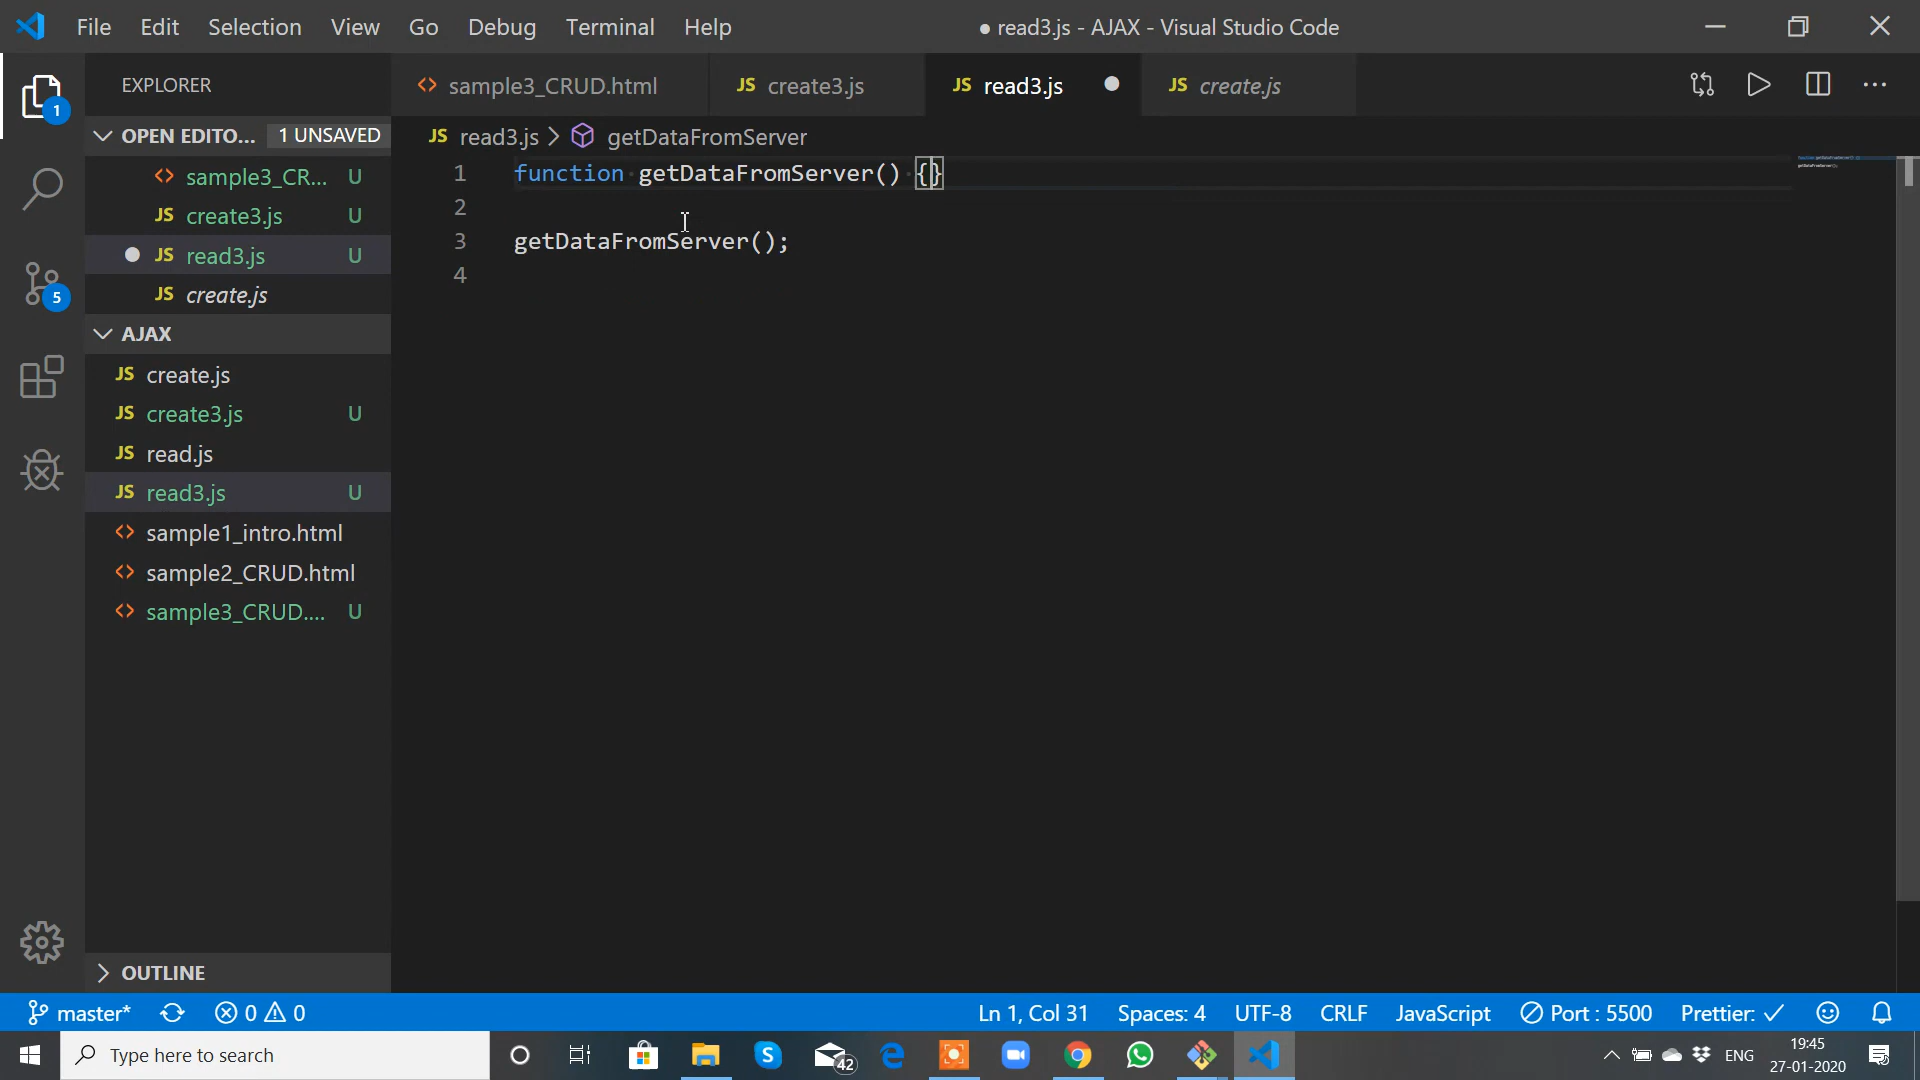 File Edit Selection View Go Debug Terminal Help
● read3.js - AJAX - Visual Studio Code
EXPLORER
sample3_CRUD.html
JS create3.js
JS read3.js
JS create.js
1
OPEN EDITO... 1 UNSAVED
sample3_CR... U
JS create3.js U
JS read3.js U
JS create.js
5
AJAX
JS create.js
JS create3.js U
JS read.js
JS read3.js U
sample1_intro.html
sample2_CRUD.html
sample3_CRUD.... U
OUTLINE
JS read3.js > getDataFromServer
1 function getDataFromServer() {}
2
3 getDataFromServer();
4
master* 0 0
Ln 1, Col 31 Spaces: 4 UTF-8 CRLF JavaScript Port : 5500 Prettier: ✓
Type here to search
42
ENG
19:45
27-01-2020